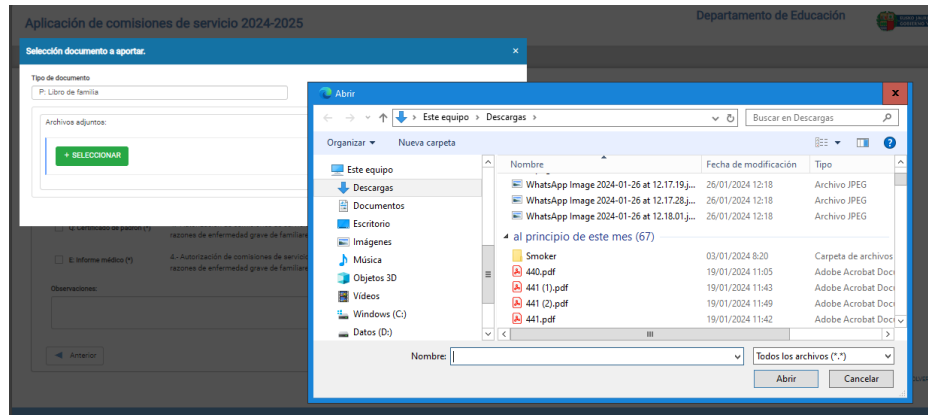 Aplicación de comisiones de servicio 2024-2025
Departamento de Educación
Selección documento a aportar.
×
Tipo de documento
P: Libro de familia
Archivos adjuntos:
+ SELECCIONAR
Q: Certificado de padrón (*)
razones de enfermedad grave de familiare
E: Informe médico (*)
4.- Autorización de comisiones de servicio
razones de enfermedad grave de familiare
Observaciones:
Anterior
Abrir
x
Este equipo > Descargas >
Buscar en Descargas
Organizar
Nueva carpeta
Este equipo
Descargas
Documentos
Escritorio
Imágenes
Música
Objetos 3D
Vídeos
Windows (C:)
Datos (D:)
Nombre Fecha de modificación Tipo
WhatsApp Image 2024-01-26 at 12.17.19.j... 26/01/2024 12:18 Archivo JPEG
WhatsApp Image 2024-01-26 at 12.17.28.j... 26/01/2024 12:18 Archivo JPEG
WhatsApp Image 2024-01-26 at 12.18.01.j... 26/01/2024 12:18 Archivo JPEG
al principio de este mes (67)
Smoker 03/01/2024 8:20 Carpeta de archivos
440.pdf 19/01/2024 11:05 Adobe Acrobat Docu
441 (1).pdf 19/01/2024 11:43 Adobe Acrobat Docu
441 (2).pdf 19/01/2024 11:49 Adobe Acrobat Docu
441.pdf 19/01/2024 11:42 Adobe Acrobat Docu
Nombre:
Todos los archivos (*.*)
Abrir
Cancelar